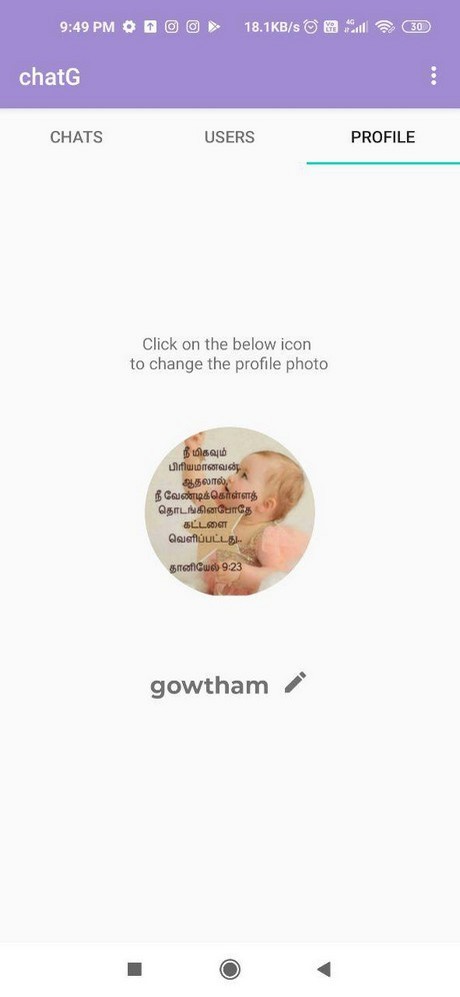 9:49 PM 18.1KB/s 4G 30
chatG
CHATS USERS PROFILE
Click on the below icon
to change the profile photo
நீ மிகவும்
பிரியமானவன்,
ஆதலால்,
நீ வேண்டிக்கொள்ளத்
தொடங்கினபோதே
கட்டளை
வெளிப்பட்டது..
தானியேல் 9:23
gowtham